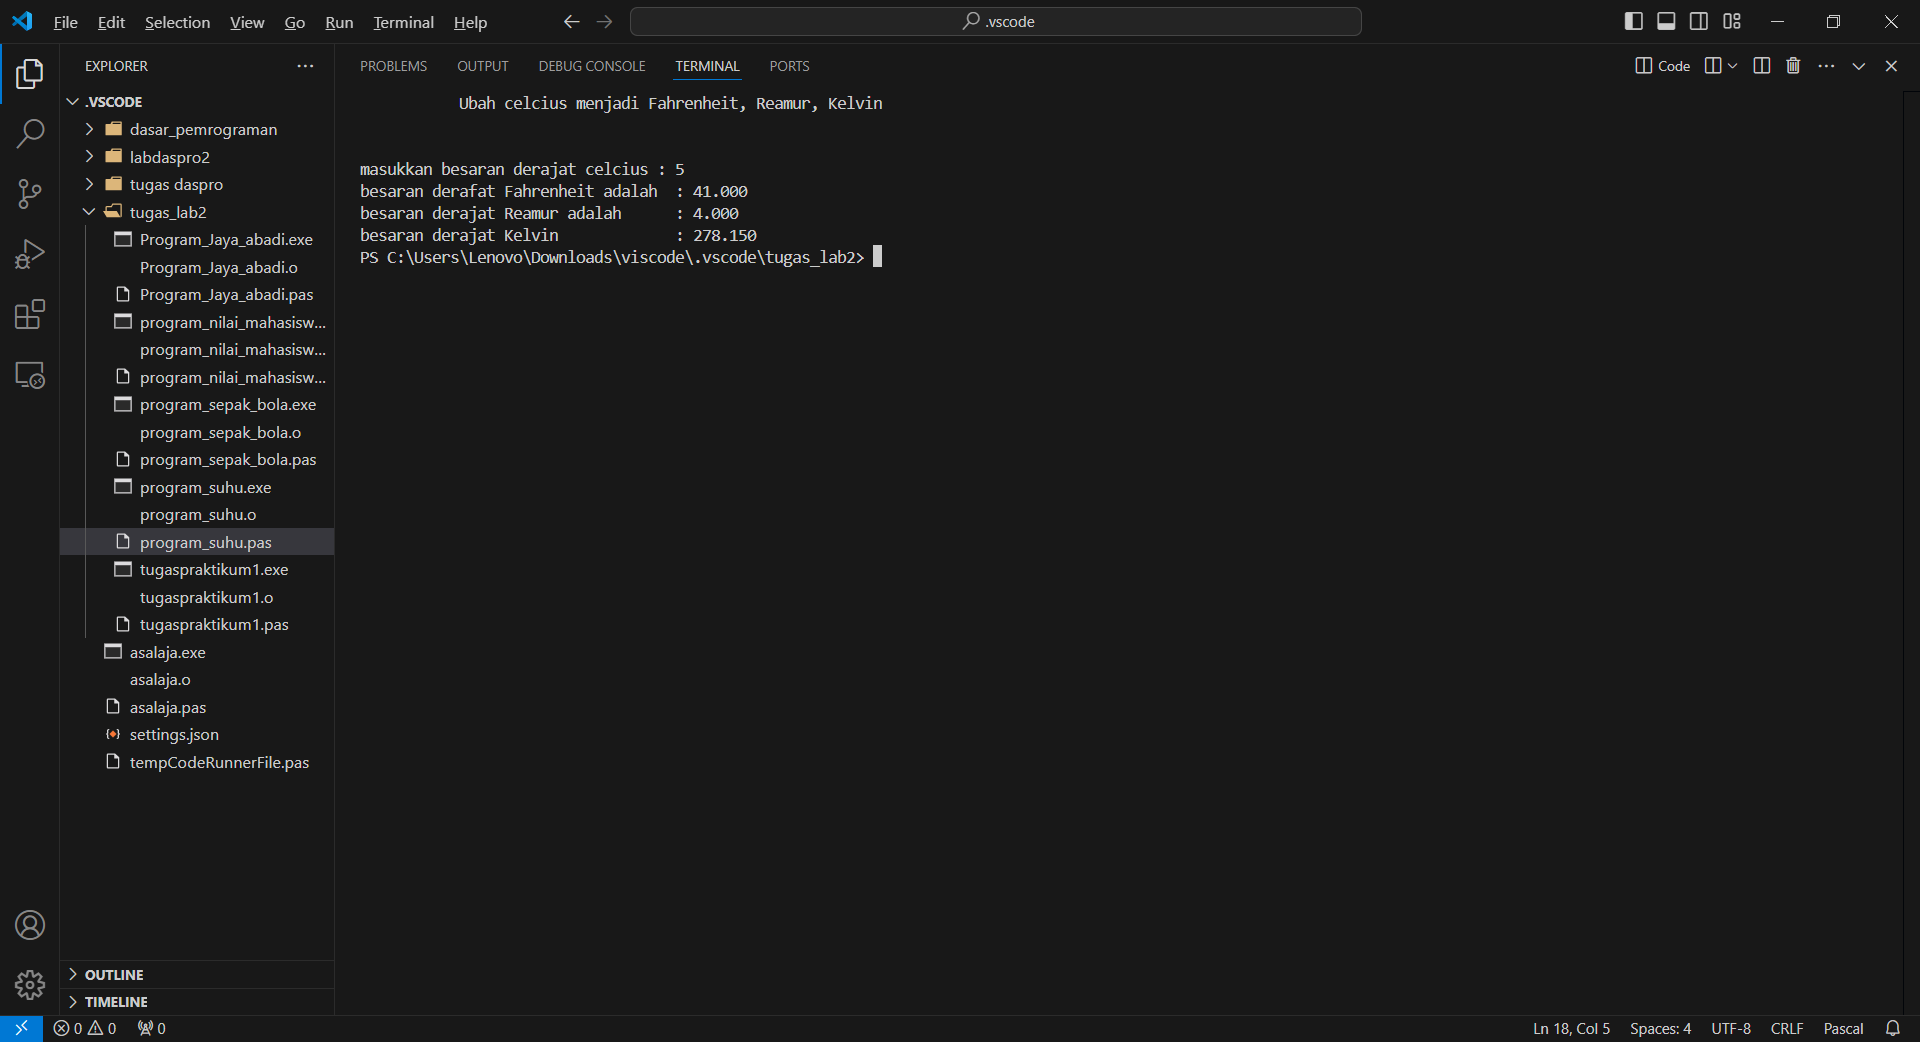 File Edit Selection View Go Run Terminal Help
.vscode
EXPLORER
PROBLEMS OUTPUT DEBUG CONSOLE TERMINAL PORTS
Code
.VSCODE
dasar_pemrograman
labdaspro2
tugas daspro
tugas_lab2
Program_Jaya_abadi.exe
Program_Jaya_abadi.o
Program_Jaya_abadi.pas
program_nilai_mahasisw...
program_nilai_mahasisw...
program_nilai_mahasisw...
program_sepak_bola.exe
program_sepak_bola.o
program_sepak_bola.pas
program_suhu.exe
program_suhu.o
program_suhu.pas
tugaspraktikum1.exe
tugaspraktikum1.o
tugaspraktikum1.pas
asalaja.exe
asalaja.o
asalaja.pas
settings.json
tempCodeRunnerFile.pas
OUTLINE
TIMELINE
Ubah celcius menjadi Fahrenheit, Reamur, Kelvin
masukkan besaran derajat celcius : 5
besaran derafat Fahrenheit adalah : 41.000
besaran derajat Reamur adalah : 4.000
besaran derajat Kelvin : 278.150
PS C:\Users\Lenovo\Downloads\viscode\.vscode\tugas_lab2>
0 0 0
Ln 18, Col 5 Spaces: 4 UTF-8 CRLF Pascal